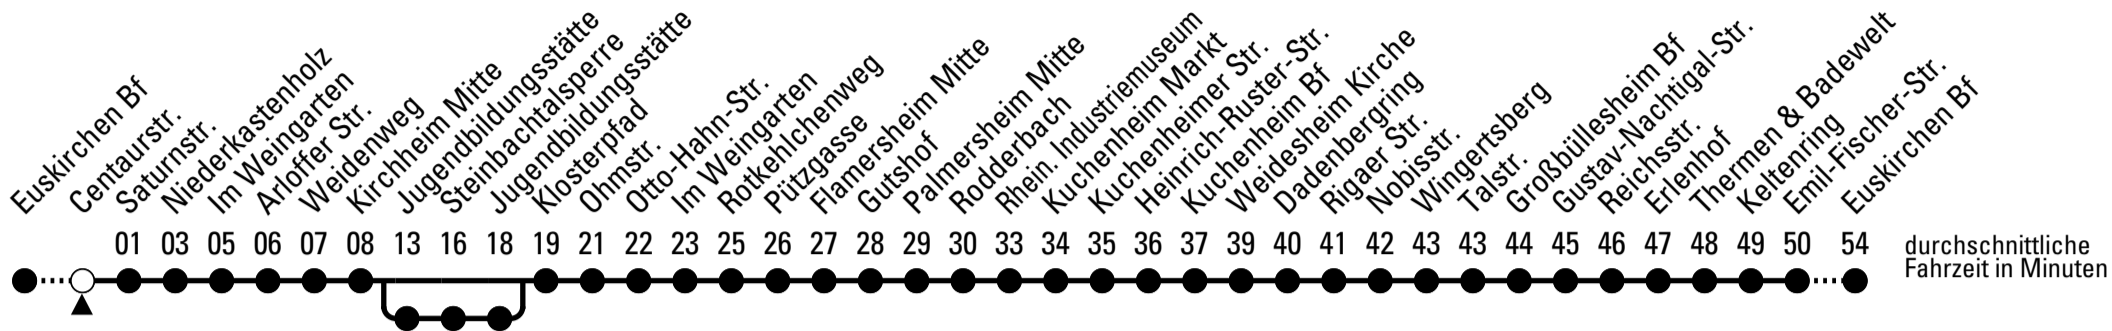 Euskirchen Bf
Centaurstr.
Saturnstr.
Niederkastenholz
Im Weingarten
Arloffer Str.
Weidenweg
Kirchheim Mitte
Jugendbildungsstätte
Steinbachtalsperre
Jugendbildungsstätte
Klosterpfad
Ohmstr.
Otto-Hahn-Str.
Im Weingarten
Rotkehlchenweg
Pützgasse
Flamersheim Mitte
Gutshof
Palmersheim Mitte
Rodderbach
Rhein. Industriemuseum
Kuchenheim Markt
Kuchenheimer Str.
Heinrich-Ruster-Str.
Kuchenheim Bf
Weidesheim Kirche
Dadenbergring
Rigaer Str.
Nobisstr.
Wingertsberg
Talstr.
Großbüllesheim Bf
Gustav-Nachtigal-Str.
Reichsstr.
Erlenhof
Thermen & Badewelt
Keltenring
Emil-Fischer-Str.
Euskirchen Bf
01 03 05 06 07 08 13 16 18 19 21 22 23 25 26 27 28 29 30 33 34 35 36 37 39 40 41 42 43 43 44 45 46 47 48 49 50 54
durchschnittliche
Fahrzeit in Minuten